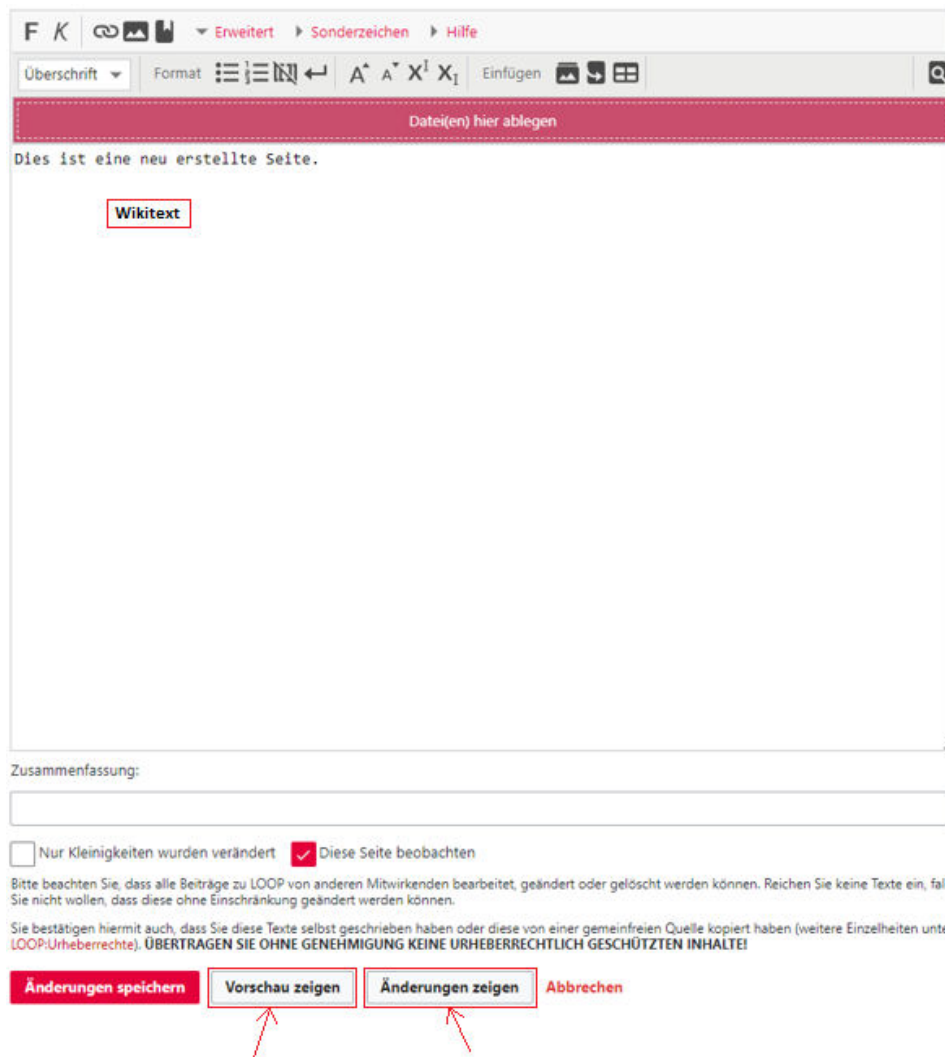 F K Erweitert Sonderzeichen Hilfe
Überschrift Format A A X^I X_I Einfügen
Datei(en) hier ablegen
Dies ist eine neu erstellte Seite.
Wikitext
Zusammenfassung:
Nur Kleinigkeiten wurden verändert Diese Seite beobachten
Bitte beachten Sie, dass alle Beiträge zu LOOP von anderen Mitwirkenden bearbeitet, geändert oder gelöscht werden können. Reichen Sie keine Texte ein, fal
Sie nicht wollen, dass diese ohne Einschränkung geändert werden können.
Sie bestätigen hiermit auch, dass Sie diese Texte selbst geschrieben haben oder diese von einer gemeinfreien Quelle kopiert haben (weitere Einzelheiten unte
LOOP:Urheberrechte). ÜBERTRAGEN SIE OHNE GENEHMIGUNG KEINE URHEBERRECHTLICH GESCHÜTZTEN INHALTE!
Änderungen speichern Vorschau zeigen Änderungen zeigen Abbrechen